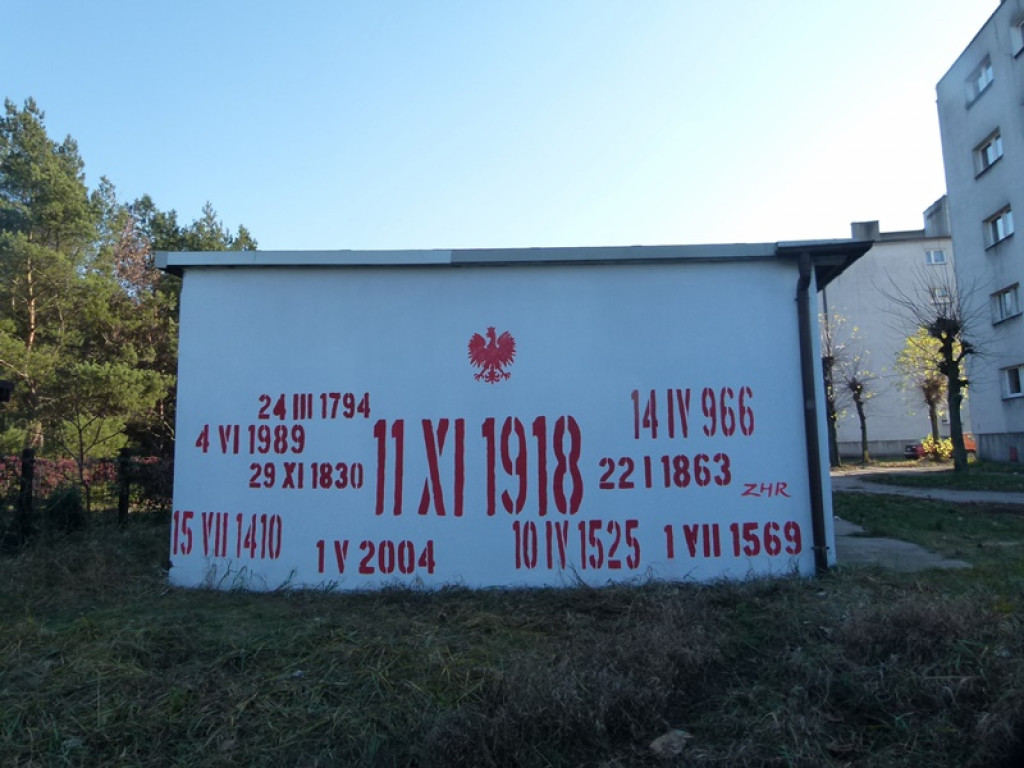 24 III 1794
4 VI 1989
29 XI 1830
11 XI 1918
14 IV 966
22 I 1863
ZHR
15 VII 1410
1 V 2004
10 IV 1525
1 VII 1569